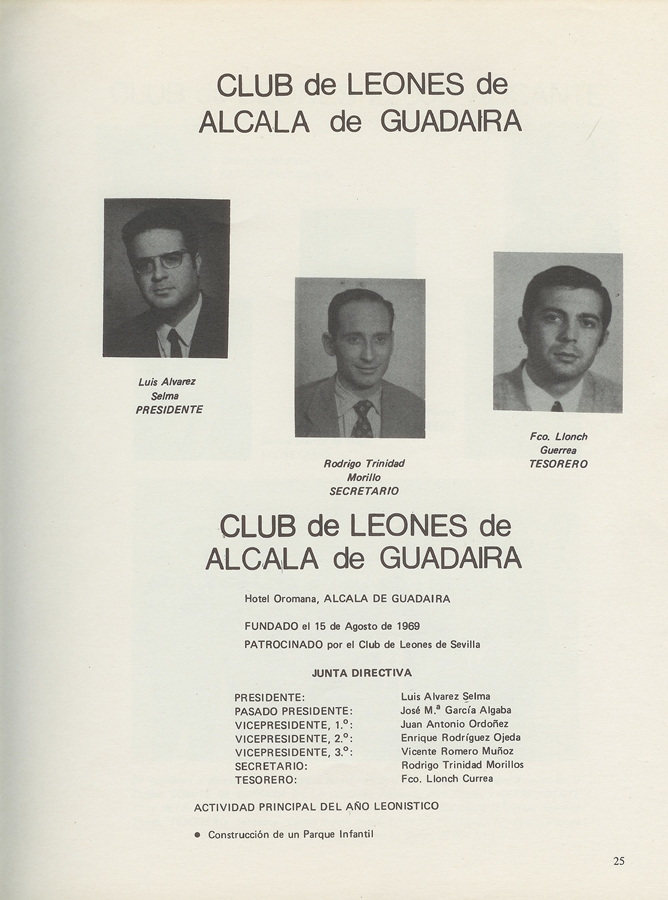 CLUB de LEONES de
ALCALA de GUADAIRA
Luis Alvarez
Selma
PRESIDENTE
Rodrigo Trinidad
Morillo
SECRETARIO
Fco. Llonch
Guerrea
TESORERO
CLUB de LEONES de
ALCALA de GUADAIRA
Hotel Oromana, ALCALA DE GUADAIRA
FUNDADO el 15 de Agosto de 1969
PATROCINADO por el Club de Leones de Sevilla
JUNTA DIRECTIVA
PRESIDENTE: Luis Alvarez Selma
PASADO PRESIDENTE: José M.ª García Algaba
VICEPRESIDENTE, 1.º: Juan Antonio Ordoñez
VICEPRESIDENTE, 2.º: Enrique Rodríguez Ojeda
VICEPRESIDENTE, 3.º: Vicente Romero Muñoz
SECRETARIO: Rodrigo Trinidad Morillos
TESORERO: Fco. Llonch Currea
ACTIVIDAD PRINCIPAL DEL AÑO LEONISTICO
● Construcción de un Parque Infantil
25